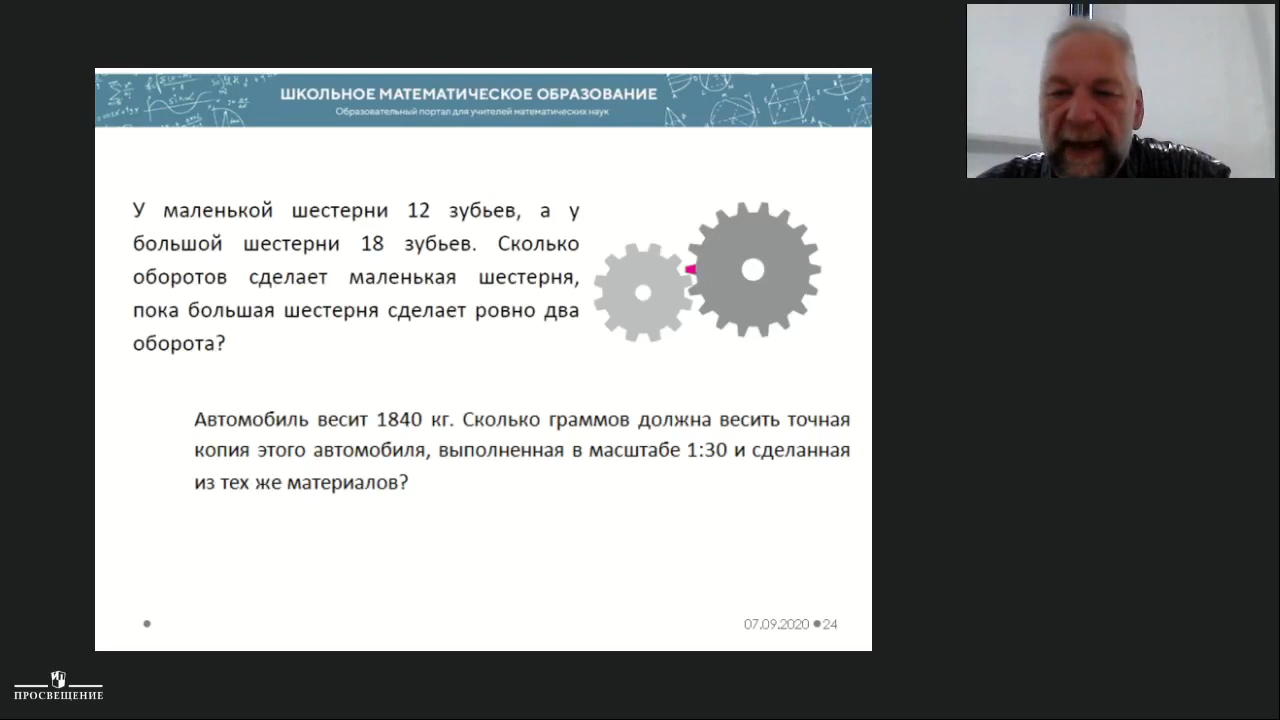 ШКОЛЬНОЕ МАТЕМАТИЧЕСКОЕ ОБРАЗОВАНИЕ
Образовательный портал для учителей математических наук
У маленькой шестерни 12 зубьев, а у
большой шестерни 18 зубьев. Сколько
оборотов сделает маленькая шестерня,
пока большая шестерня сделает ровно два
оборота?
Автомобиль весит 1840 кг. Сколько граммов должна весить точная
копия этого автомобиля, выполненная в масштабе 1:30 и сделанная
из тех же материалов?
07.09.2020 24
ПРОСВЕЩЕНИЕ